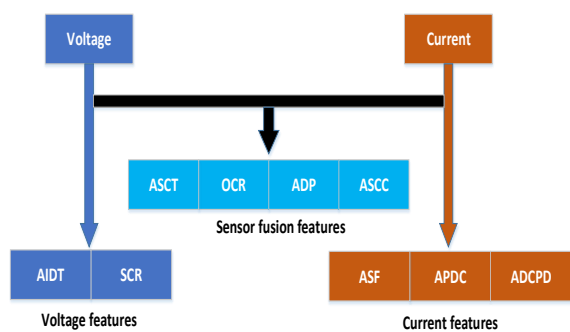 Voltage
Current
ASCT OCR ADP ASCC
Sensor fusion features
AIDT SCR
ASF APDC ADCPD
Voltage features
Current features